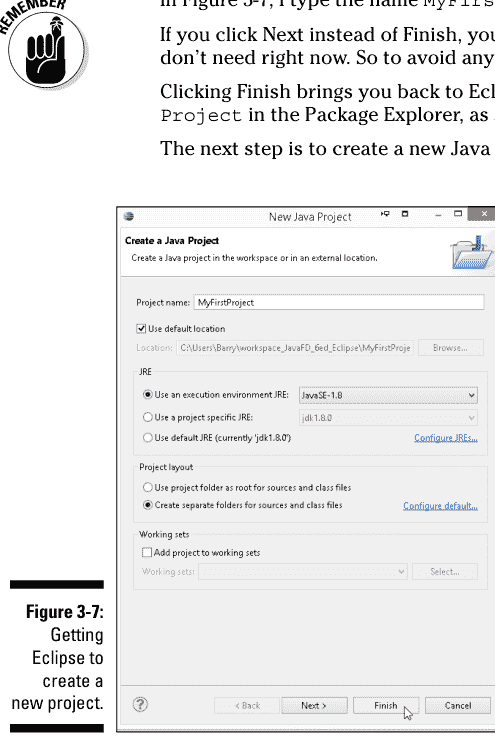 REMEMBER
In Figure 3-7, I type the name MyFirs
If you click Next instead of Finish, you
don't need right now. So to avoid any
Clicking Finish brings you back to Ecl
Project in the Package Explorer, as
The next step is to create a new Java
New Java Project
Create a Java Project
Create a Java project in the workspace or in an external location.
Project name: MyFirstProject
Use default location
Location: C:\Users\Barry\workspace_JavaFD_6ed_Eclipse\MyFirstProje Browse...
JRE
Use an execution environment JRE: JavaSE-1.8
Use a project specific JRE: jdk1.8.0
Use default JRE (currently 'jdk1.8.0') Configure JREs...
Project layout
Use project folder as root for sources and class files
Create separate folders for sources and class files Configure default...
Working sets
Add project to working sets
Working sets: Select...
? < Back Next > Finish Cancel
Figure 3-7:
Getting
Eclipse to
create a
new project.